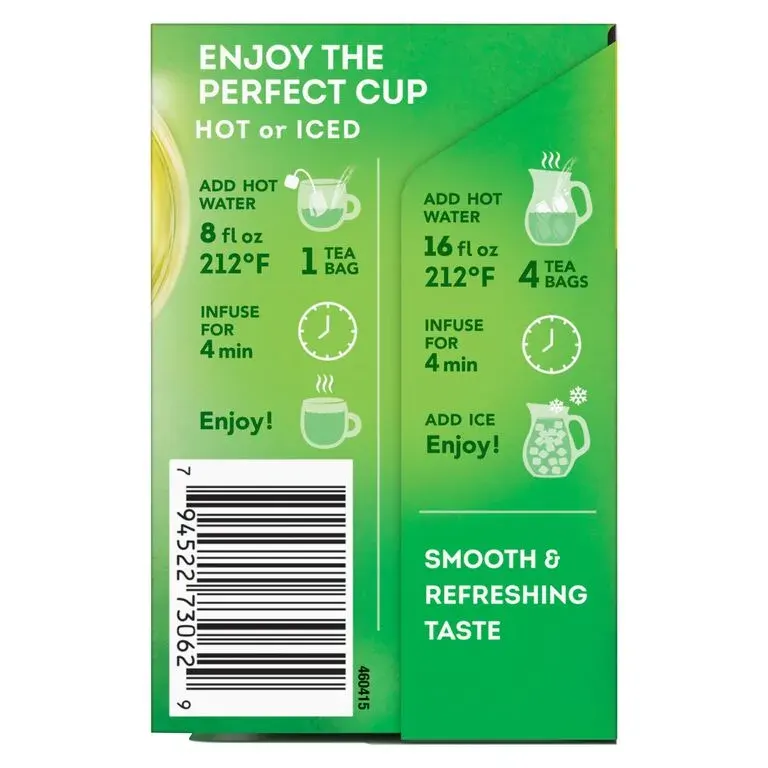 ENJOY THE
PERFECT CUP
HOT or ICED
ADD HOT
WATER
8 fl oz
212°F
1 TEA
BAG
INFUSE
FOR
4 min
Enjoy!
7 94522 73062 9
460415
ADD HOT
WATER
16 fl oz
212°F
4 TEA
BAGS
INFUSE
FOR
4 min
ADD ICE
Enjoy!
SMOOTH &
REFRESHING
TASTE